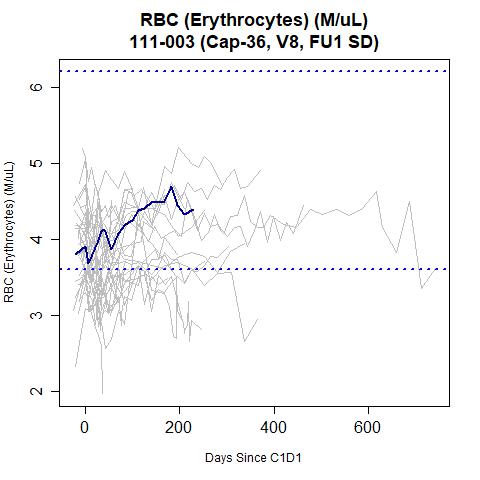 RBC (Erythrocytes) (M/uL)
111-003 (Cap-36, V8, FU1 SD)
RBC (Erythrocytes) (M/uL)
6
5
4
3
2
0
200
400
600
Days Since C1D1